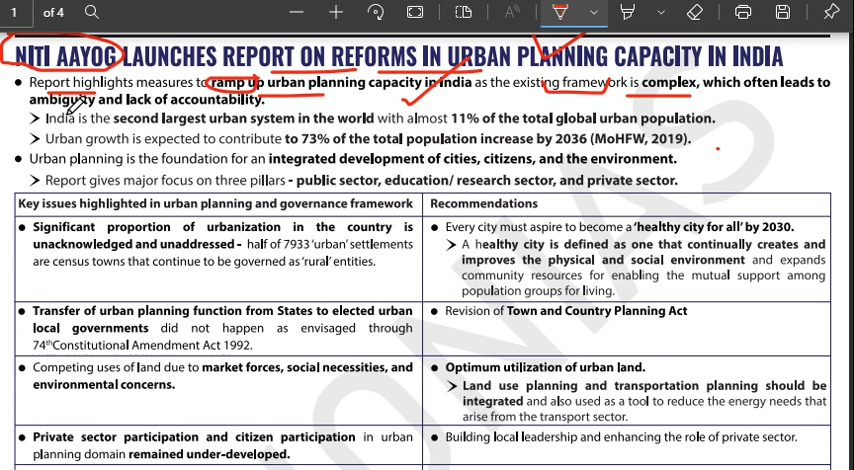 1 of 4
NITI AAYOG LAUNCHES REPORT ON REFORMS IN URBAN PLANNING CAPACITY IN INDIA
● Report highlights measures to ramp up urban planning capacity in India as the existing framework is complex, which often leads to
ambiguity and lack of accountability.
➤ India is the second largest urban system in the world with almost 11% of the total global urban population.
➤ Urban growth is expected to contribute to 73% of the total population increase by 2036 (MoHFW, 2019).
● Urban planning is the foundation for an integrated development of cities, citizens, and the environment.
➤ Report gives major focus on three pillars - public sector, education/ research sector, and private sector.
Key issues highlighted in urban planning and governance framework
● Significant proportion of urbanization in the country is
unacknowledged and unaddressed - half of 7933 'urban' settlements
are census towns that continue to be governed as 'rural' entities.
Recommendations
● Every city must aspire to become a 'healthy city for all' by 2030.
➤ A healthy city is defined as one that continually creates and
improves the physical and social environment and expands
community resources for enabling the mutual support among
population groups for living.
● Transfer of urban planning function from States to elected urban
local governments did not happen as envisaged through
74th Constitutional Amendment Act 1992.
● Revision of Town and Country Planning Act
● Competing uses of land due to market forces, social necessities, and
environmental concerns.
● Optimum utilization of urban land.
➤ Land use planning and transportation planning should be
integrated and also used as a tool to reduce the energy needs that
arise from the transport sector.
● Private sector participation and citizen participation in urban
planning domain remained under-developed.
● Building local leadership and enhancing the role of private sector.